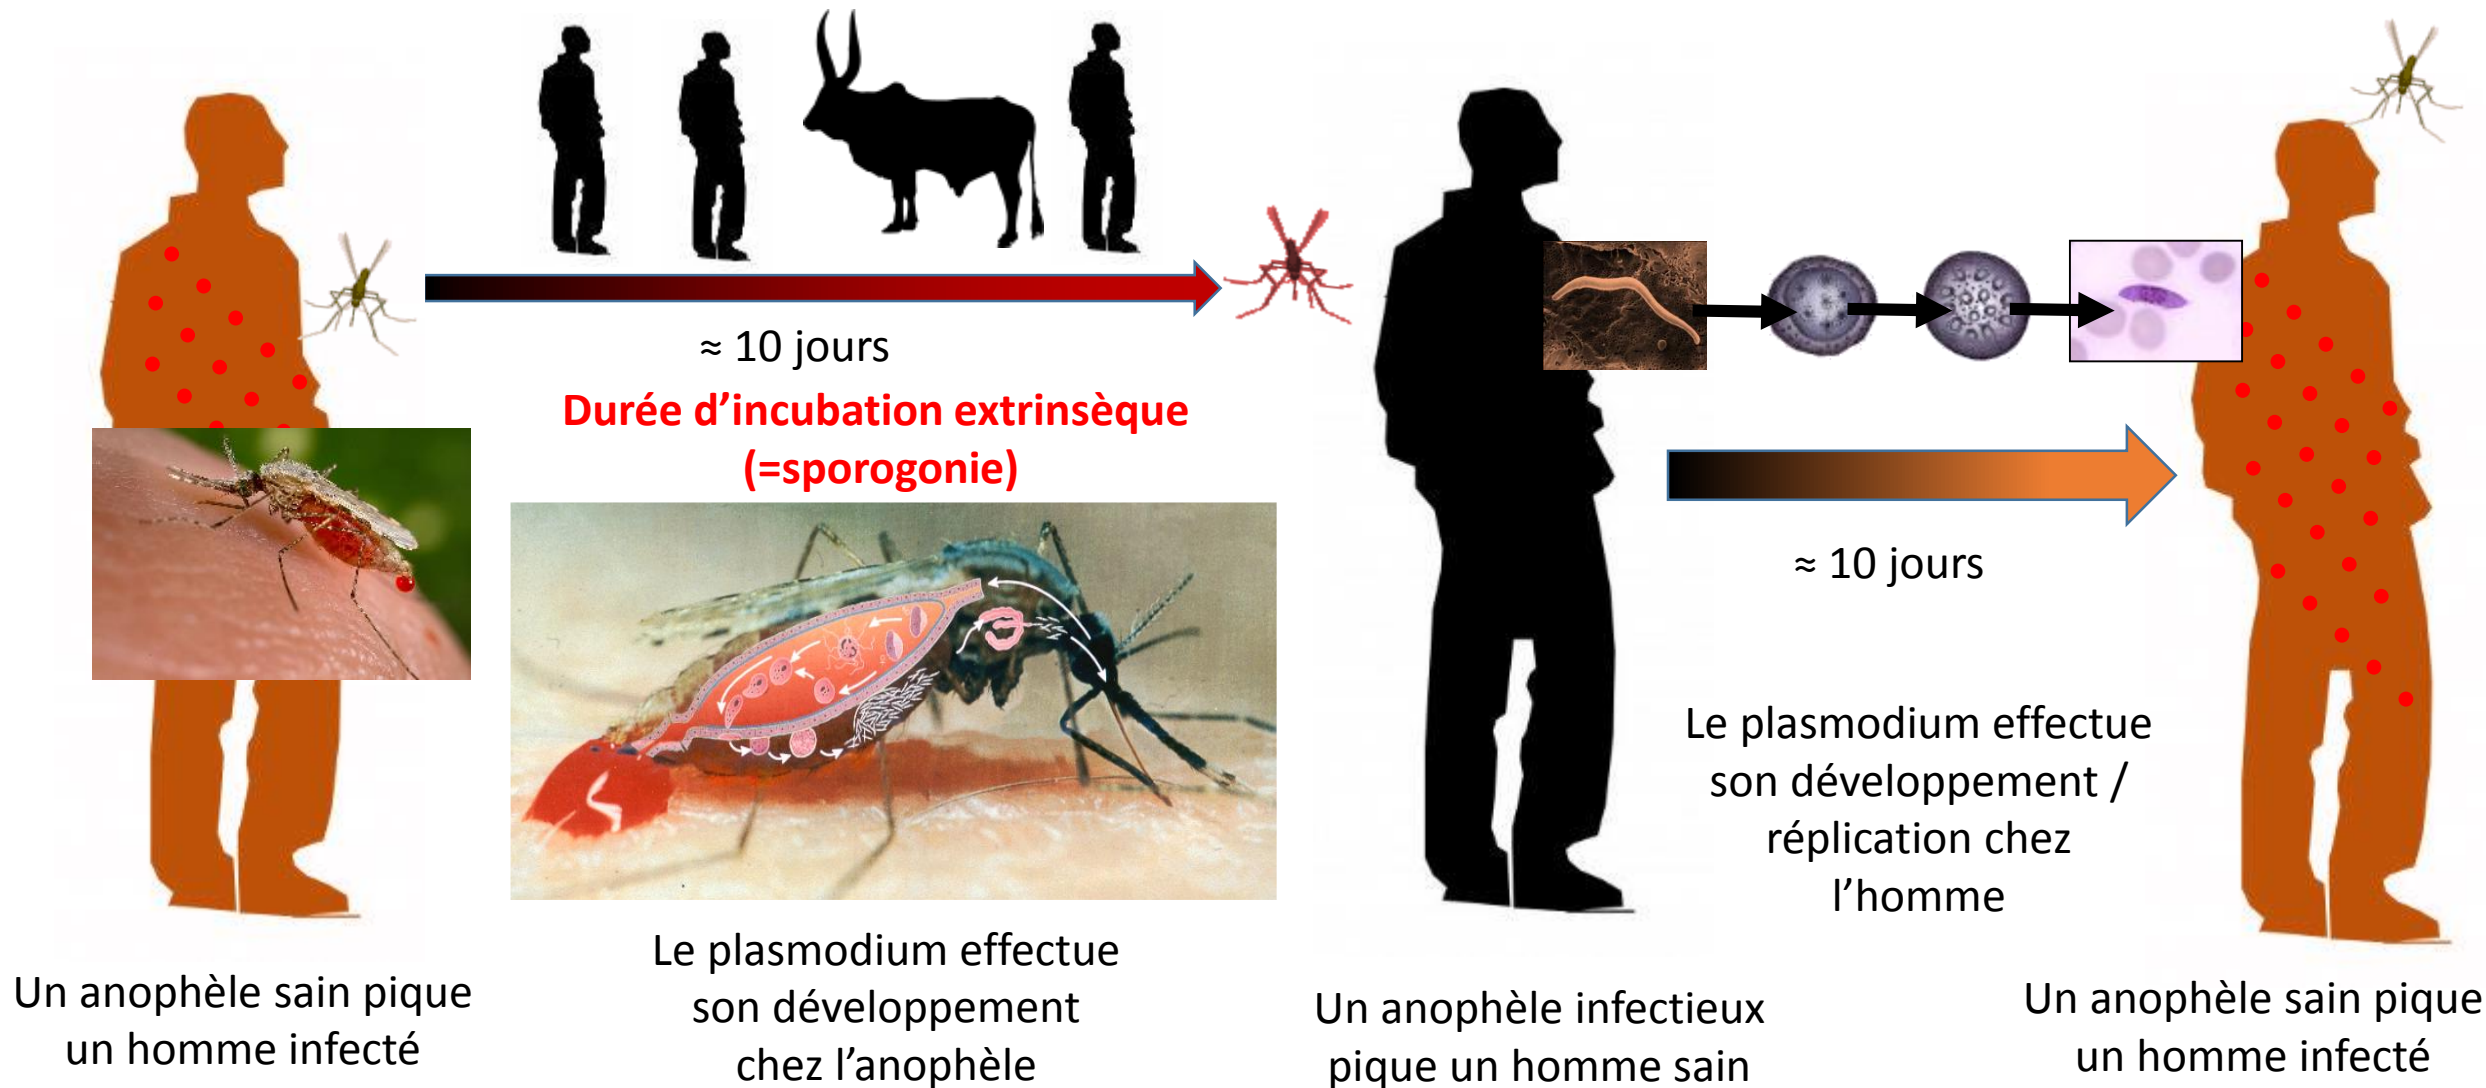 ≈ 10 jours
Durée d’incubation extrinsèque
(=sporogonie)
≈ 10 jours
Un anophèle sain pique
un homme infecté
Le plasmodium effectue
son développement
chez l’anophèle
Un anophèle infectieux
pique un homme sain
Le plasmodium effectue
son développement /
réplication chez
l’homme
Un anophèle sain pique
un homme infecté